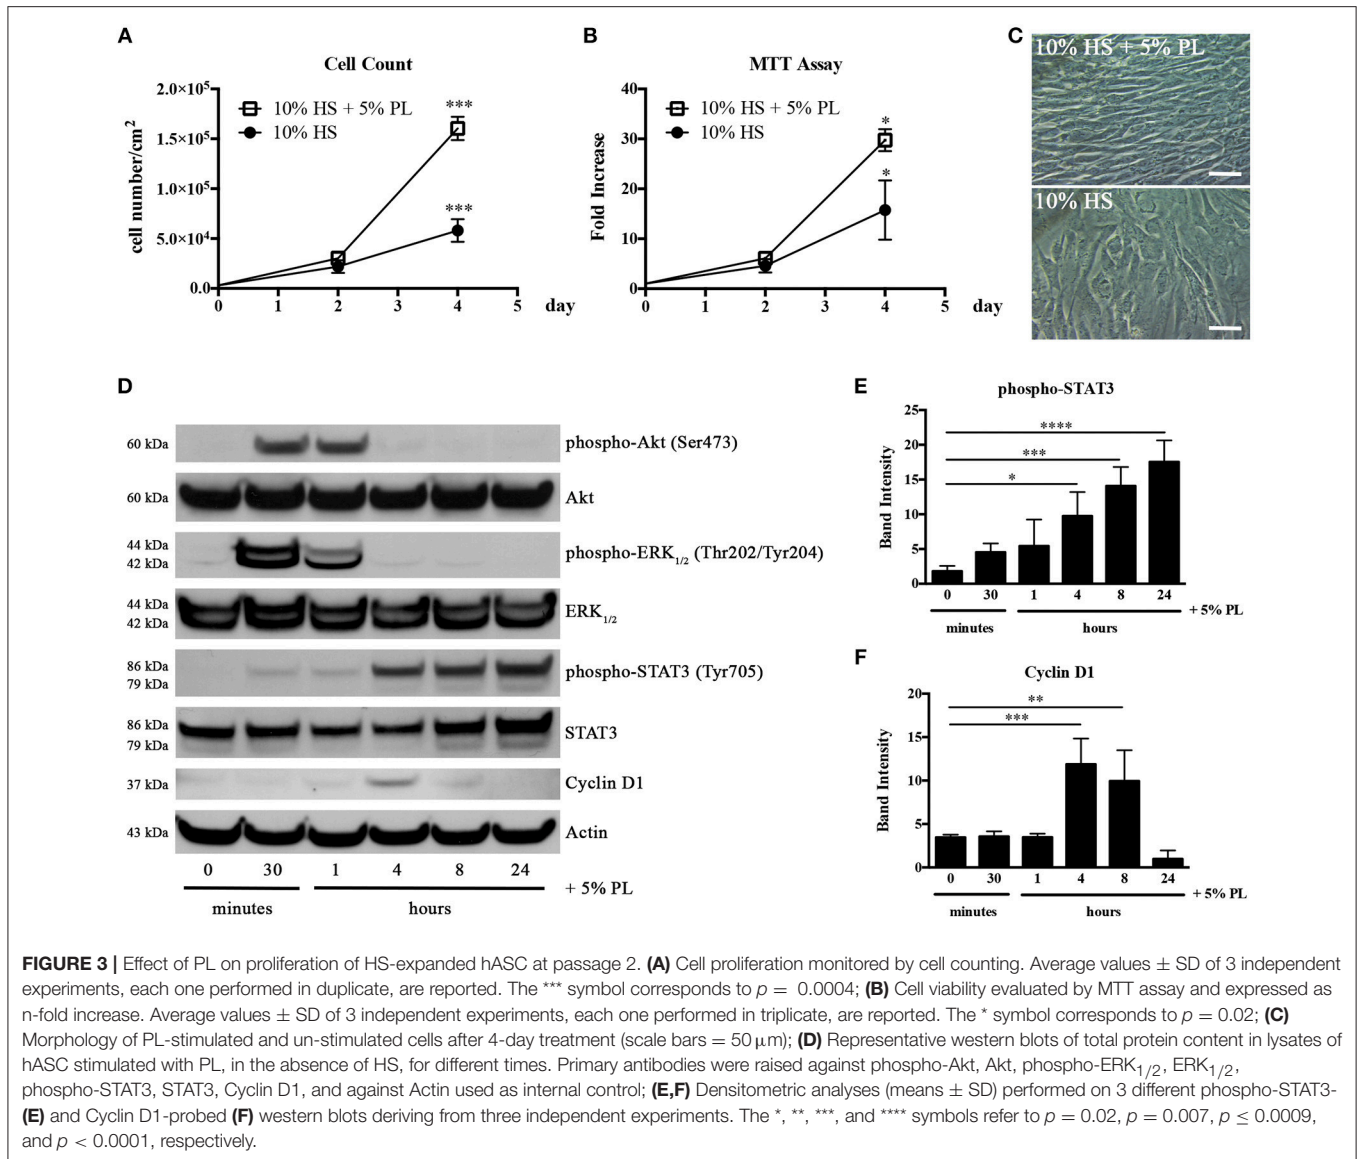 A
Cell Count
2.0×10⁵
1.5×10⁵
1.0×10⁵
5.0×10⁴
0.0
cell number/cm²
10% HS + 5% PL
10% HS
***
***
0 1 2 3 4 5 day
B
MTT Assay
40
30
20
10
0
Fold Increase
10% HS + 5% PL
10% HS
*
*
0 1 2 3 4 5 day
C
10% HS + 5% PL
10% HS
D
60 kDa phospho-Akt (Ser473)
60 kDa Akt
44 kDa
42 kDa phospho-ERK1/2 (Thr202/Tyr204)
44 kDa
42 kDa ERK1/2
86 kDa
79 kDa phospho-STAT3 (Tyr705)
86 kDa
79 kDa STAT3
37 kDa Cyclin D1
43 kDa Actin
0 30 1 4 8 24
+ 5% PL
minutes hours
E
phospho-STAT3
25
20
15
10
5
0
Band Intensity
****
***
*
0 30 1 4 8 24
+ 5% PL
minutes hours
F
Cyclin D1
20
15
10
5
0
Band Intensity
**
***
0 30 1 4 8 24
+ 5% PL
minutes hours
FIGURE 3 | Effect of PL on proliferation of HS-expanded hASC at passage 2. (A) Cell proliferation monitored by cell counting. Average values ± SD of 3 independent
experiments, each one performed in duplicate, are reported. The *** symbol corresponds to p = 0.0004; (B) Cell viability evaluated by MTT assay and expressed as
n-fold increase. Average values ± SD of 3 independent experiments, each one performed in triplicate, are reported. The * symbol corresponds to p = 0.02; (C)
Morphology of PL-stimulated and un-stimulated cells after 4-day treatment (scale bars = 50 μm); (D) Representative western blots of total protein content in lysates of
hASC stimulated with PL, in the absence of HS, for different times. Primary antibodies were raised against phospho-Akt, Akt, phospho-ERK1/2, ERK1/2,
phospho-STAT3, STAT3, Cyclin D1, and against Actin used as internal control; (E,F) Densitometric analyses (means ± SD) performed on 3 different phospho-STAT3-
(E) and Cyclin D1-probed (F) western blots deriving from three independent experiments. The *, **, ***, and **** symbols refer to p = 0.02, p = 0.007, p ≤ 0.0009,
and p < 0.0001, respectively.